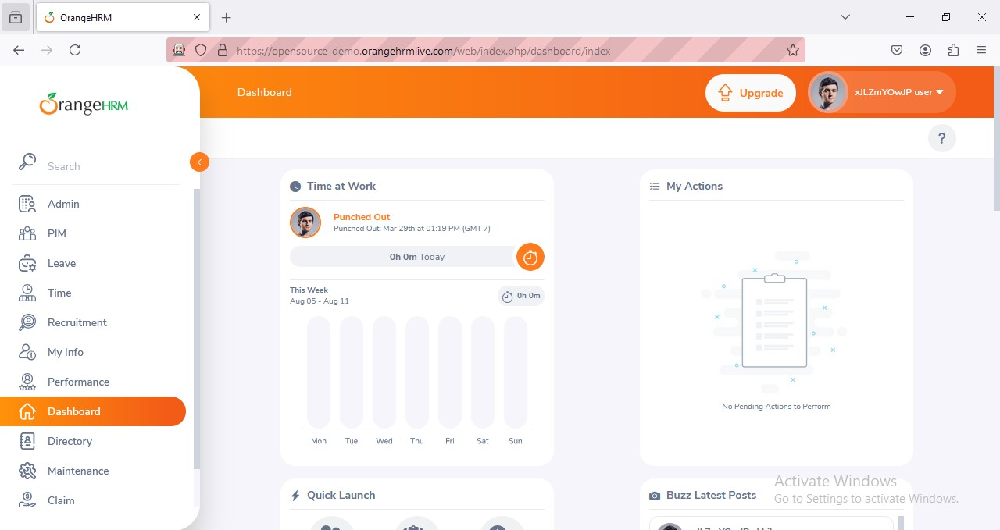 OrangeHRM
https://opensource-demo.orangehrmlive.com/web/index.php/dashboard/index
OrangeHRM
Dashboard
Upgrade
xJLZmYOwJP user
?
Search
Admin
PIM
Leave
Time
Recruitment
My Info
Performance
Dashboard
Directory
Maintenance
Claim
Time at Work
Punched Out
Punched Out: Mar 29th at 01:19 PM (GMT 7)
0h 0m Today
This Week
Aug 05 - Aug 11
0h 0m
Mon Tue Wed Thu Fri Sat Sun
My Actions
No Pending Actions to Perform
Quick Launch
Buzz Latest Posts
Activate Windows
Go to Settings to activate Windows.